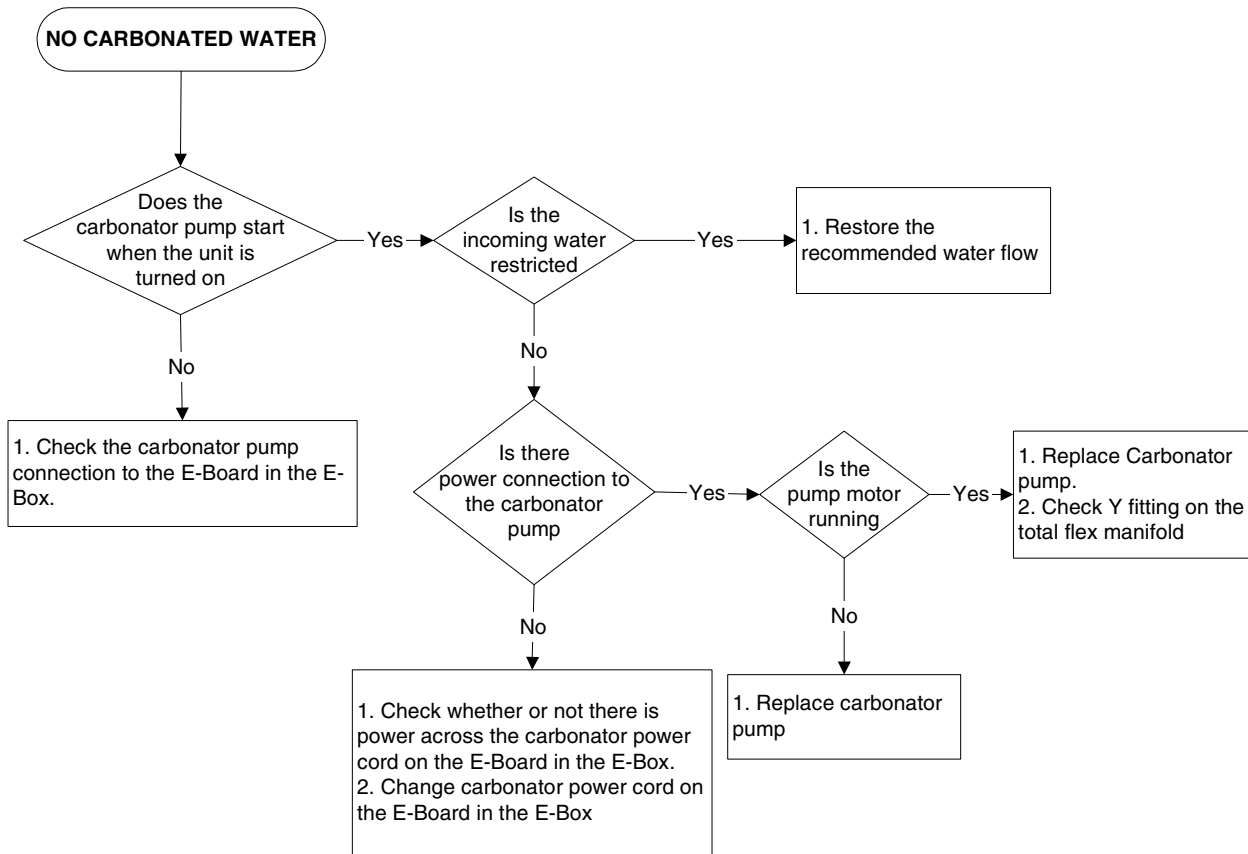 NO CARBONATED WATER
Does the
carbonator pump start
when the unit is
turned on
Yes
Is the
incoming water
restricted
Yes
1. Restore the
recommended water flow
No
No
1. Check the carbonator pump
connection to the E-Board in the E-
Box.
Is there
power connection to
the carbonator
pump
Yes
Is the
pump motor
running
Yes
1. Replace Carbonator
pump.
2. Check Y fitting on the
total flex manifold
No
No
1. Check whether or not there is
power across the carbonator power
cord on the E-Board in the E-Box.
2. Change carbonator power cord on
the E-Board in the E-Box
1. Replace carbonator
pump